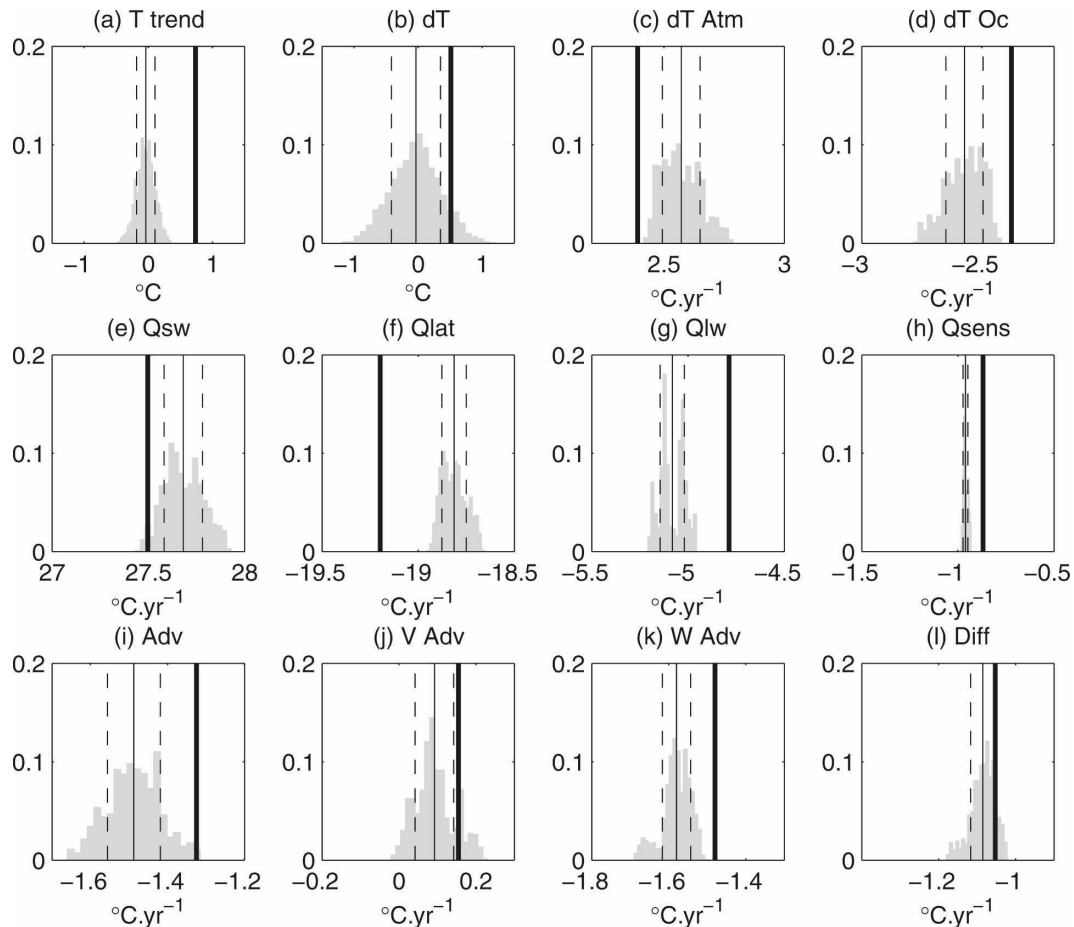 (a) T trend (b) dT (c) dT Atm (d) dT Oc
0.2 0.2 0.2 0.2
0.1 0.1 0.1 0.1
0 0 0 0
−1 0 1 −1 0 1 2.5 3 −3 −2.5
°C °C °C.yr−1 °C.yr−1
(e) Qsw (f) Qlat (g) Qlw (h) Qsens
0.2 0.2 0.2 0.2
0.1 0.1 0.1 0.1
0 0 0 0
27 27.5 28 −19.5 −19 −18.5 −5.5 −5 −4.5 −1.5 −1 −0.5
°C.yr−1 °C.yr−1 °C.yr−1 °C.yr−1
(i) Adv (j) V Adv (k) W Adv (l) Diff
0.2 0.2 0.2 0.2
0.1 0.1 0.1 0.1
0 0 0 0
−1.6 −1.4 −1.2 −0.2 0 0.2 −1.8 −1.6 −1.4 −1.2 −1
°C.yr−1 °C.yr−1 °C.yr−1 °C.yr−1